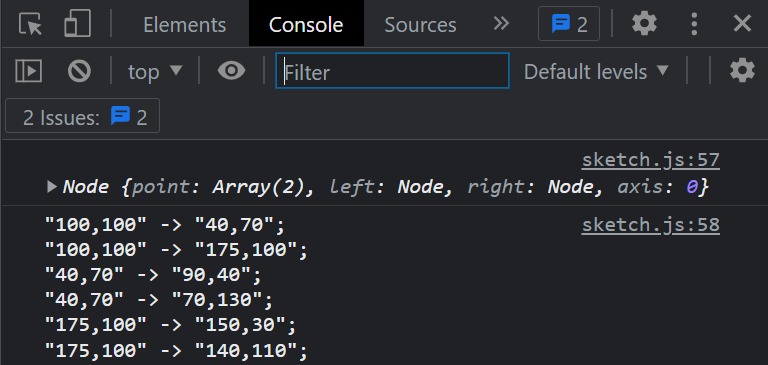 Elements Console Sources 2
top Filter Default levels
2 Issues: 2
sketch.js:57
Node {point: Array(2), left: Node, right: Node, axis: 0}
"100,100" -> "40,70"; sketch.js:58
"100,100" -> "175,100";
"40,70" -> "90,40";
"40,70" -> "70,130";
"175,100" -> "150,30";
"175,100" -> "140,110";